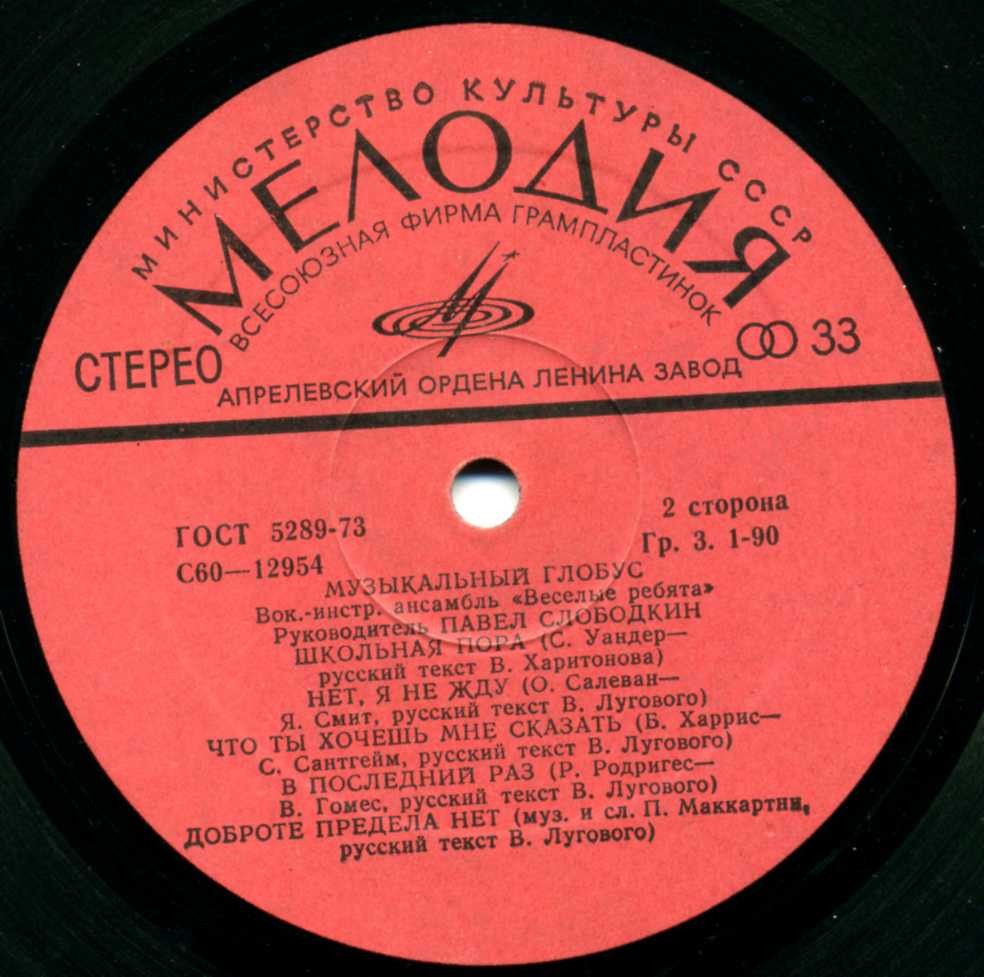 МИНИСТЕРСТВО КУЛЬТУРЫ СССР
МЕЛОДИЯ
ВСЕСОЮЗНАЯ ФИРМА ГРАМПЛАСТИНОК
СТЕРЕО
33
АПРЕЛЕВСКИЙ ОРДЕНА ЛЕНИНА ЗАВОД
ГОСТ 5289-73
2 сторона
С60—12954
Гр. 3. 1-90
МУЗЫКАЛЬНЫЙ ГЛОБУС
Вок.-инстр. ансамбль «Веселые ребята»
Руководитель ПАВЕЛ СЛОБОДКИН
ШКОЛЬНАЯ ПОРА (С. Уандер—
русский текст В. Харитонова)
НЕТ, Я НЕ ЖДУ (О. Салеван—
Я. Смит, русский текст В. Лугового)
ЧТО ТЫ ХОЧЕШЬ МНЕ СКАЗАТЬ (Б. Харрис—
С. Сантгейм, русский текст В. Лугового)
В ПОСЛЕДНИЙ РАЗ (Р. Родригес—
В. Гомес, русский текст В. Лугового)
ДОБРОТЕ ПРЕДЕЛА НЕТ (муз. и сл. П. Маккартни,
русский текст В. Лугового)